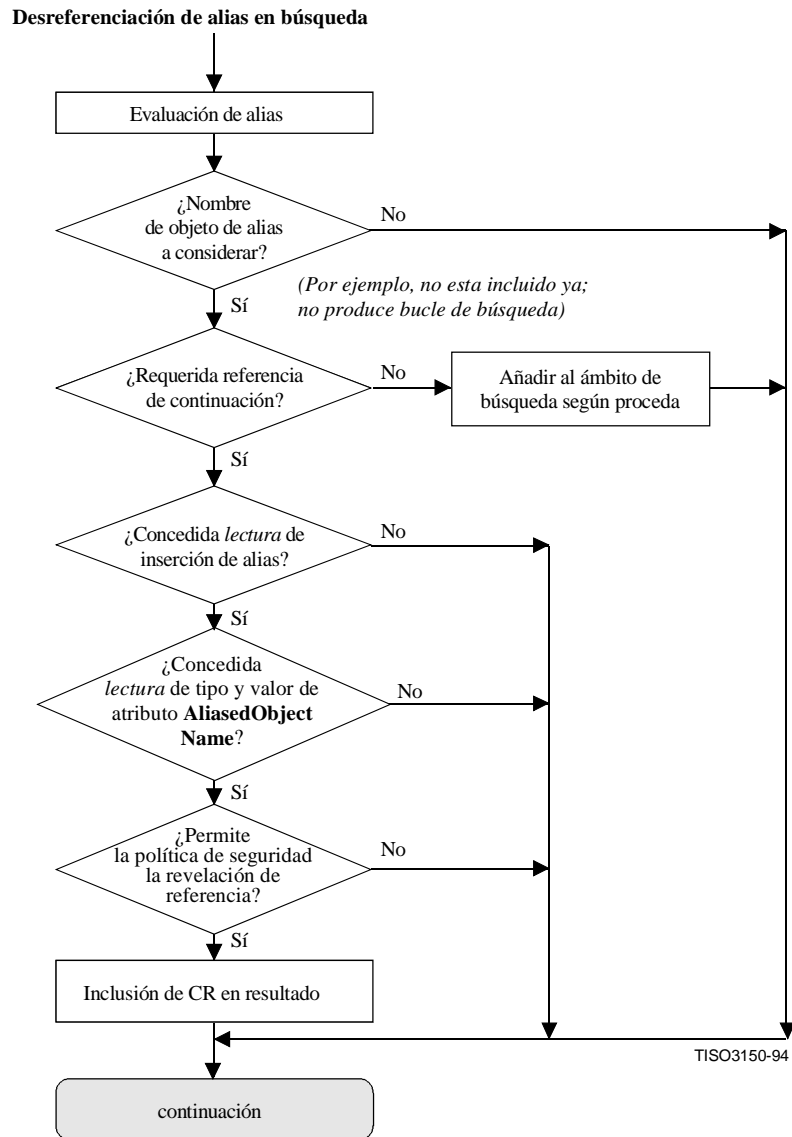 Desreferenciación de alias en búsqueda
Evaluación de alias
¿Nombre
de objeto de alias
a considerar?
No
(Por ejemplo, no esta incluido ya;
no produce bucle de búsqueda)
Sí
¿Requerida referencia
de continuación?
No
Añadir al ámbito de
búsqueda según proceda
Sí
¿Concedida lectura de
inserción de alias?
No
Sí
¿Concedida
lectura de tipo y valor de
atributo AliasedObject
Name?
No
Sí
¿Permite
la política de seguridad
la revelación de
referencia?
No
Sí
Inclusión de CR en resultado
TISO3150-94
continuación